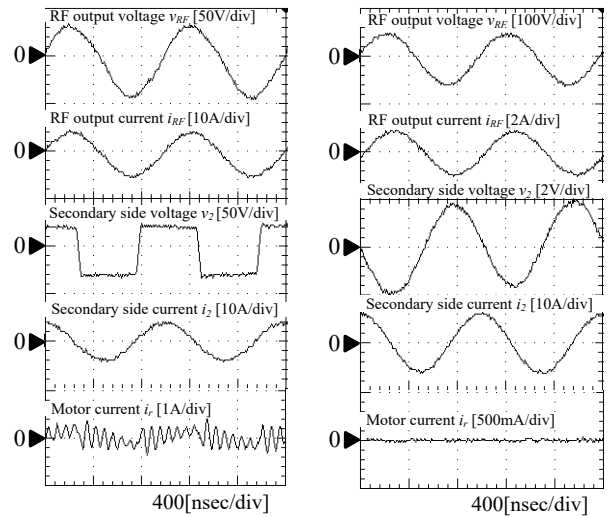 RF output voltage vRF [50V/div]
0
RF output current iRF [10A/div]
0
Secondary side voltage v2 [50V/div]
0
Secondary side current i2 [10A/div]
0
Motor current ir [1A/div]
0
400[nsec/div]
RF output voltage vRF [100V/div]
0
RF output current iRF [2A/div]
0
Secondary side voltage v2 [2V/div]
0
Secondary side current i2 [10A/div]
0
Motor current ir [500mA/div]
0
400[nsec/div]